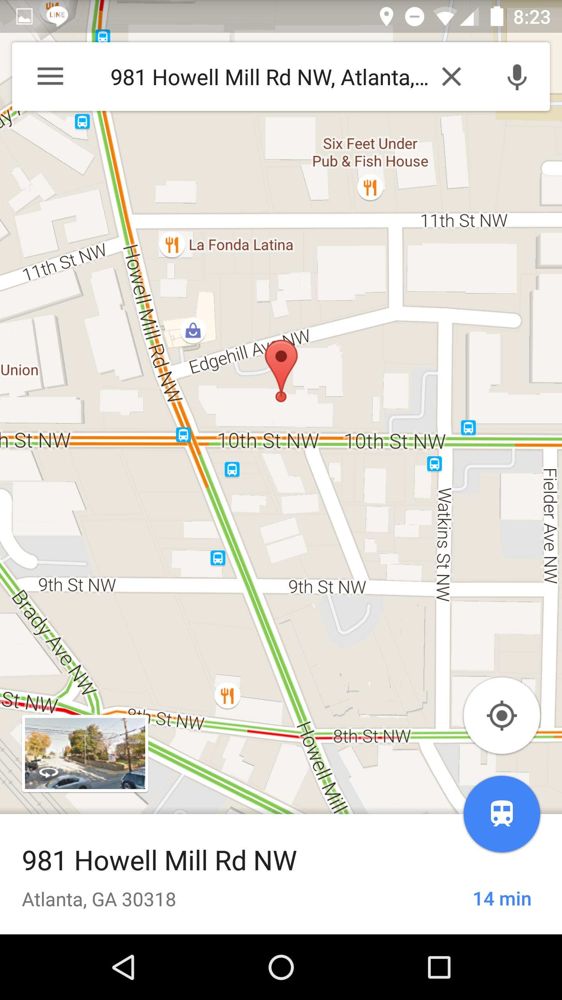 LINE
8:23
981 Howell Mill Rd NW, Atlanta,...
Six Feet Under
Pub & Fish House
11th St NW
La Fonda Latina
11th St NW
Howell Mill Rd NW
Edgehill Ave NW
Union
h St NW
10th St NW
10th St NW
Watkins St NW
Fielder Ave NW
9th St NW
9th St NW
Brady Ave NW
St NW
8th St NW
8th St NW
Howell Mill
981 Howell Mill Rd NW
Atlanta, GA 30318
14 min